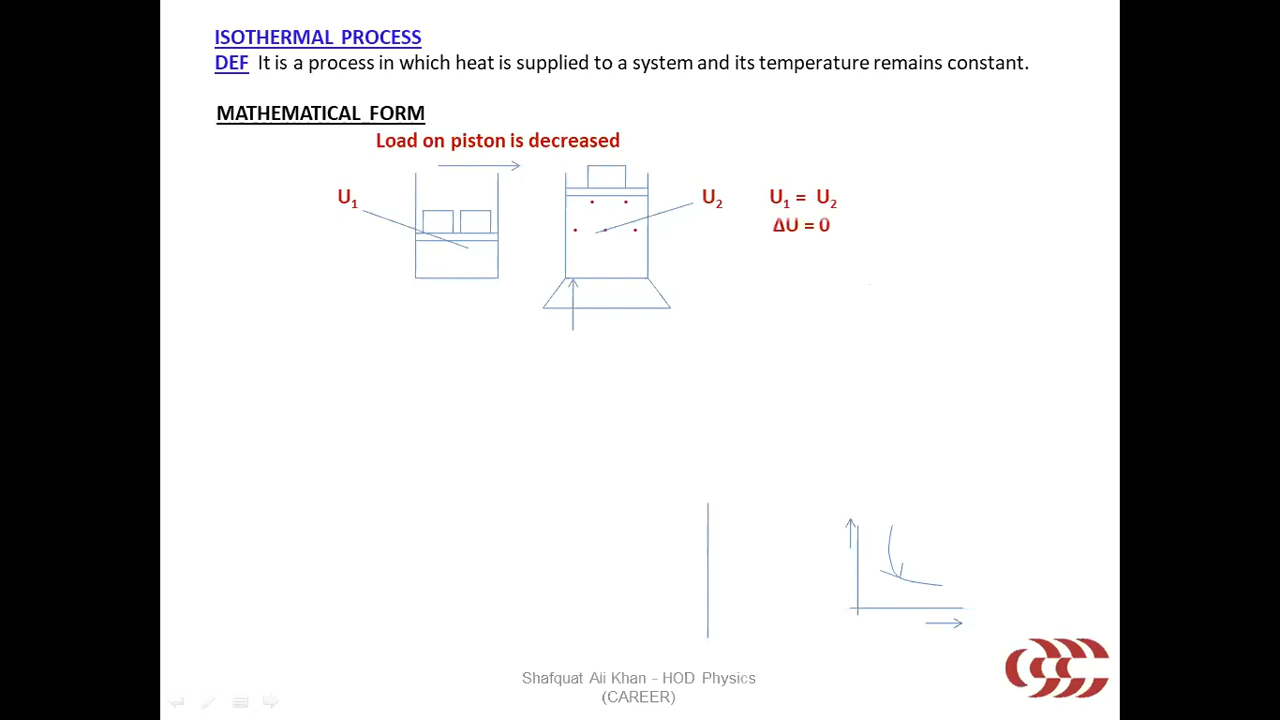 ISOTHERMAL PROCESS
DEF It is a process in which heat is supplied to a system and its temperature remains constant.
MATHEMATICAL FORM
Load on piston is decreased
U₁
U₂
U₁ = U₂
ΔU = 0
Shafquat Ali Khan - HOD Physics
(CAREER)